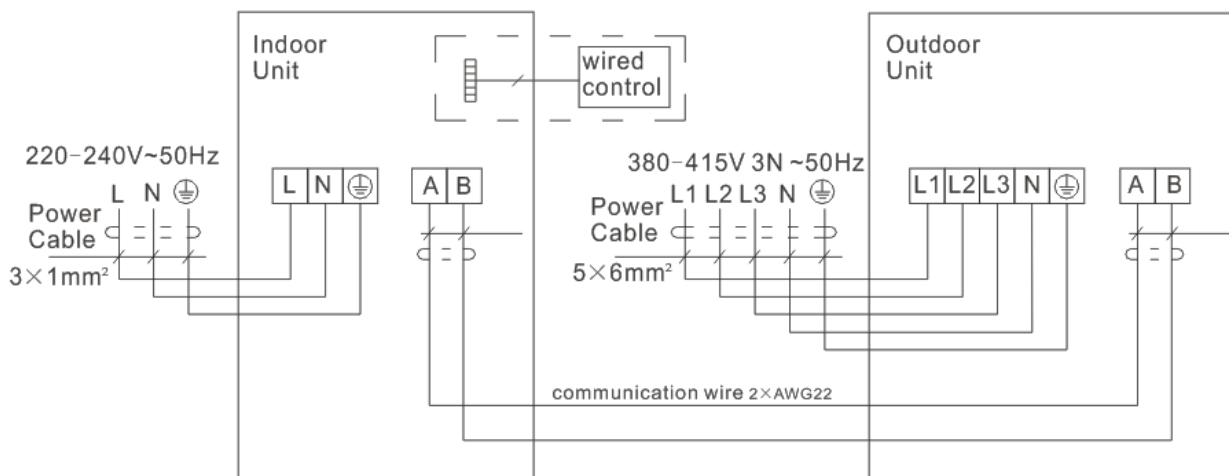 Indoor
Unit
wired
control
Outdoor
Unit
220-240V~50Hz
L N
Power
Cable
3×1mm²
L N
A B
380-415V 3N ~50Hz
L1 L2 L3 N
Power
Cable
5×6mm²
L1 L2 L3 N
A B
communication wire 2×AWG22